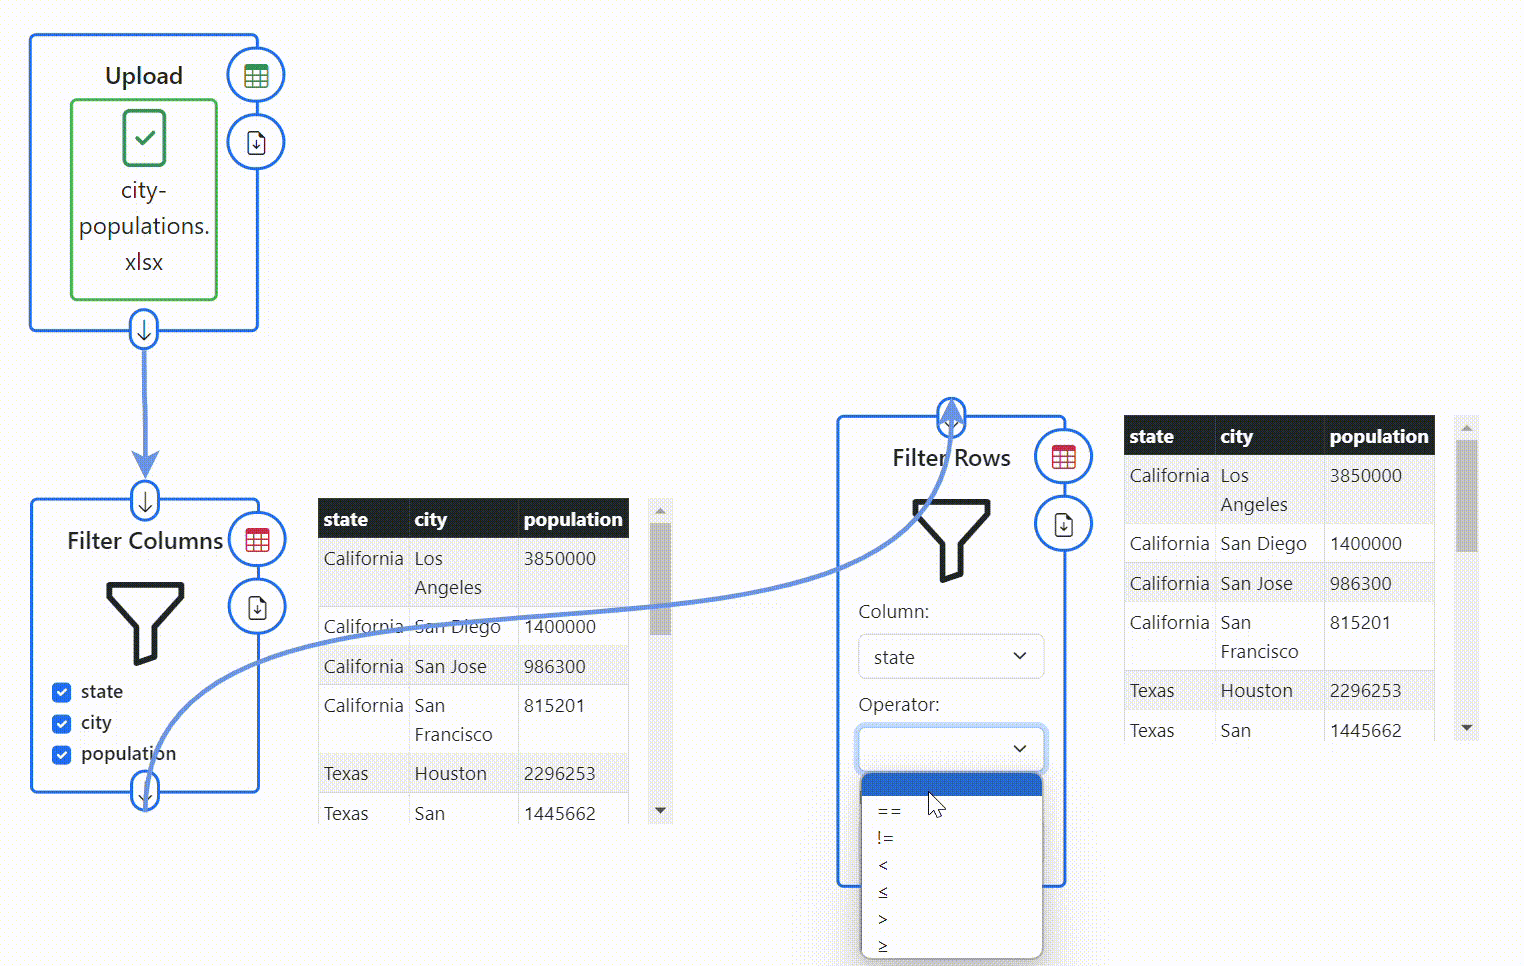 Upload
city-
populations.
xlsx
Filter Columns
state
city
population
state city population
California Los Angeles 3850000
California San Diego 1400000
California San Jose 986300
California San Francisco 815201
Texas Houston 2296253
Texas San 1445662
Filter Rows
Column:
state
Operator:
==
!=
<
≤
>
≥
state city population
California Los Angeles 3850000
California San Diego 1400000
California San Jose 986300
California San Francisco 815201
Texas Houston 2296253
Texas San 1445662